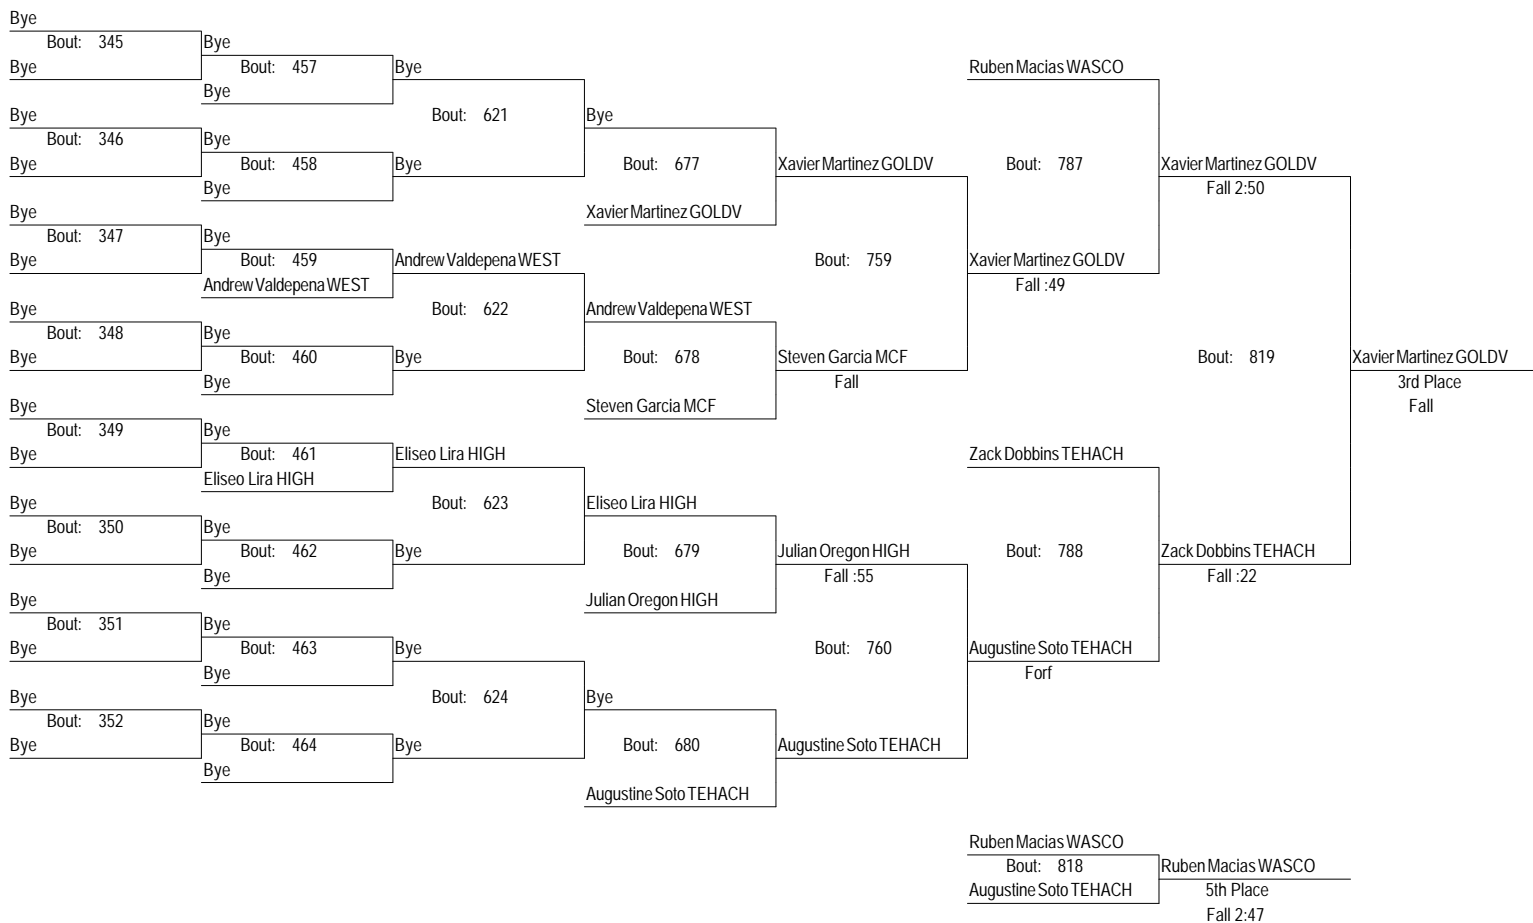 Bye
Bout: 345 Bye
Bye Bout: 457 Bye Ruben Macias WASCO
Bye
Bye Bout: 621 Bye
Bout: 346 Bye
Bye Bout: 458 Bye Bout: 677 Xavier Martinez GOLDV Bout: 787 Xavier Martinez GOLDV
Bye Fall 2:50
Bye Xavier Martinez GOLDV
Bout: 347 Bye
Bye Bout: 459 Andrew Valdepena WEST Bout: 759 Xavier Martinez GOLDV
Andrew Valdepena WEST Fall :49
Bye Bout: 622 Andrew Valdepena WEST
Bout: 348 Bye
Bye Bout: 460 Bye Bout: 678 Steven Garcia MCF Bout: 819 Xavier Martinez GOLDV
Bye Fall 3rd Place
Bye Steven Garcia MCF Fall
Bout: 349 Bye
Bye Bout: 461 Eliseo Lira HIGH Zack Dobbins TEHACH
Eliseo Lira HIGH
Bye Bout: 623 Eliseo Lira HIGH
Bout: 350 Bye
Bye Bout: 462 Bye Bout: 679 Julian Oregon HIGH Bout: 788 Zack Dobbins TEHACH
Bye Fall :55 Fall :22
Bye Julian Oregon HIGH
Bout: 351 Bye
Bye Bout: 463 Bye Bout: 760 Augustine Soto TEHACH
Bye Forf
Bye Bout: 624 Bye
Bout: 352 Bye
Bye Bout: 464 Bye Bout: 680 Augustine Soto TEHACH
Bye
Augustine Soto TEHACH
Ruben Macias WASCO
Bout: 818 Ruben Macias WASCO
Augustine Soto TEHACH 5th Place
Fall 2:47